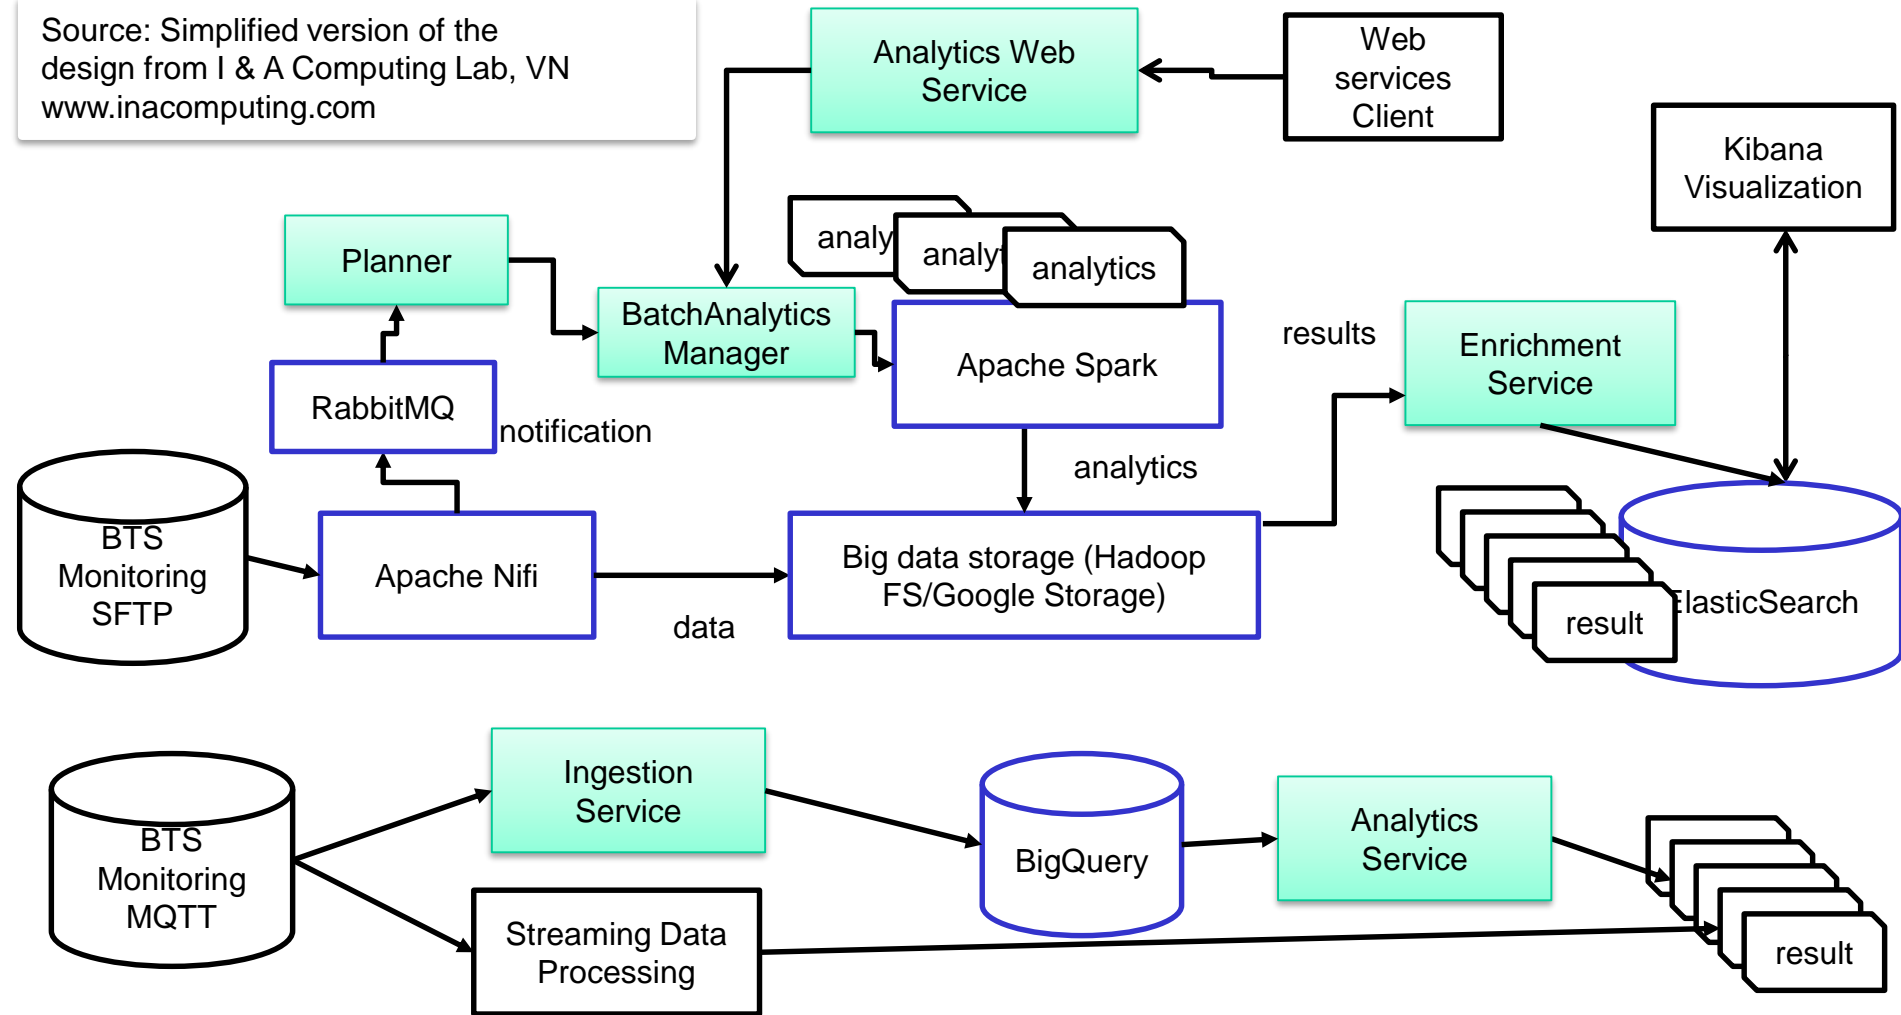 Source: Simplified version of the
design from I & A Computing Lab, VN
www.inacomputing.com
Analytics Web
Service
Web
services
Client
Kibana
Visualization
Planner
analy
analyt
analytics
BatchAnalytics
Manager
Apache Spark
results
Enrichment
Service
RabbitMQ
notification
analytics
BTS
Monitoring
SFTP
Apache Nifi
data
Big data storage (Hadoop
FS/Google Storage)
result
ElasticSearch
BTS
Monitoring
MQTT
Ingestion
Service
Streaming Data
Processing
BigQuery
Analytics
Service
result